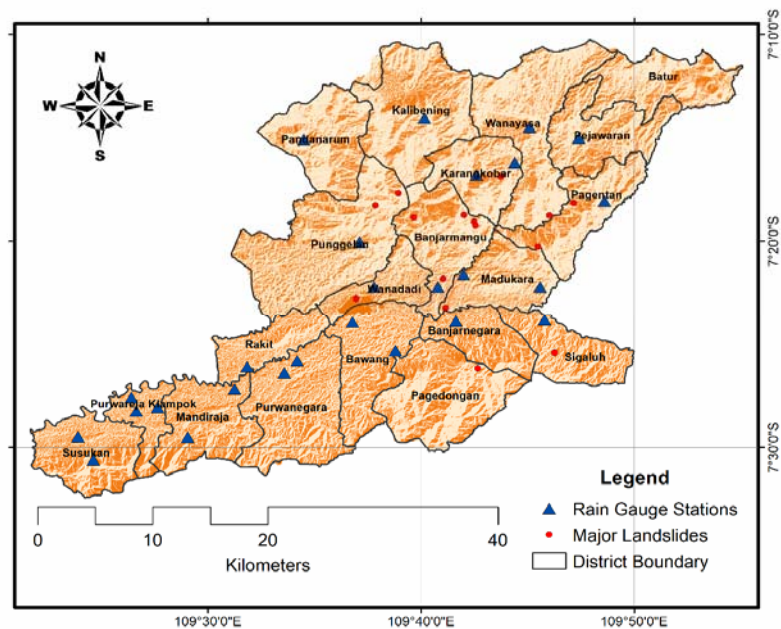 7°10'0"S
N
W E
S
Batur
Kalibening
Wanayasa
Pejawaran
Pandanarum
Karangkobar
Pagentan
7°20'0"S
Punggelan
Banjarmangu
Madukara
Wanadadi
Banjarnegara
Rakit
Bawang
Sigaluh
Purwareja Klampok
Mandiraja
Purwanegara
Pagedongan
7°30'0"S
Susukan
Legend
Rain Gauge Stations
Major Landslides
District Boundary
0 10 20 40
Kilometers
109°30'0"E 109°40'0"E 109°50'0"E